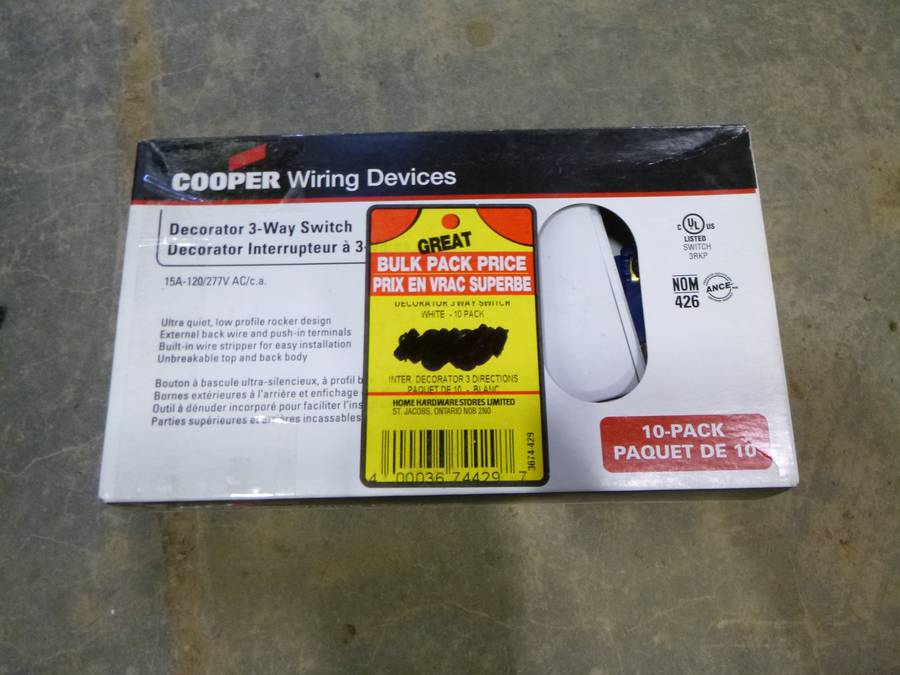 COOPER Wiring Devices
Decorator 3-Way Switch
Decorator Interrupteur à 3-
15A-120/277V AC/c.a.
Ultra quiet, low profile rocker design
External back wire and push-in terminals
Built-in wire stripper for easy installation
Unbreakable top and back body
Bouton à bascule ultra-silencieux, à profil b
Bornes extérieures à l'arrière et enfichage
Outil à dénuder incorporé pour faciliter l'ins
Parties supérieures et arrières incassables
GREAT
BULK PACK PRICE
PRIX EN VRAC SUPERBE
DECORATOR 3 WAY SWITCH
WHITE - 10 PACK
INTER. DECORATOR 3 DIRECTIONS
PAQUET DE 10 - BLANC
HOME HARDWARE STORES LIMITED
ST. JACOBS, ONTARIO N0B 2N0
3674-429
4 00036 74429 7
C UL US
LISTED
SWITCH
3RKP
NOM
426
ANCE
10-PACK
PAQUET DE 10